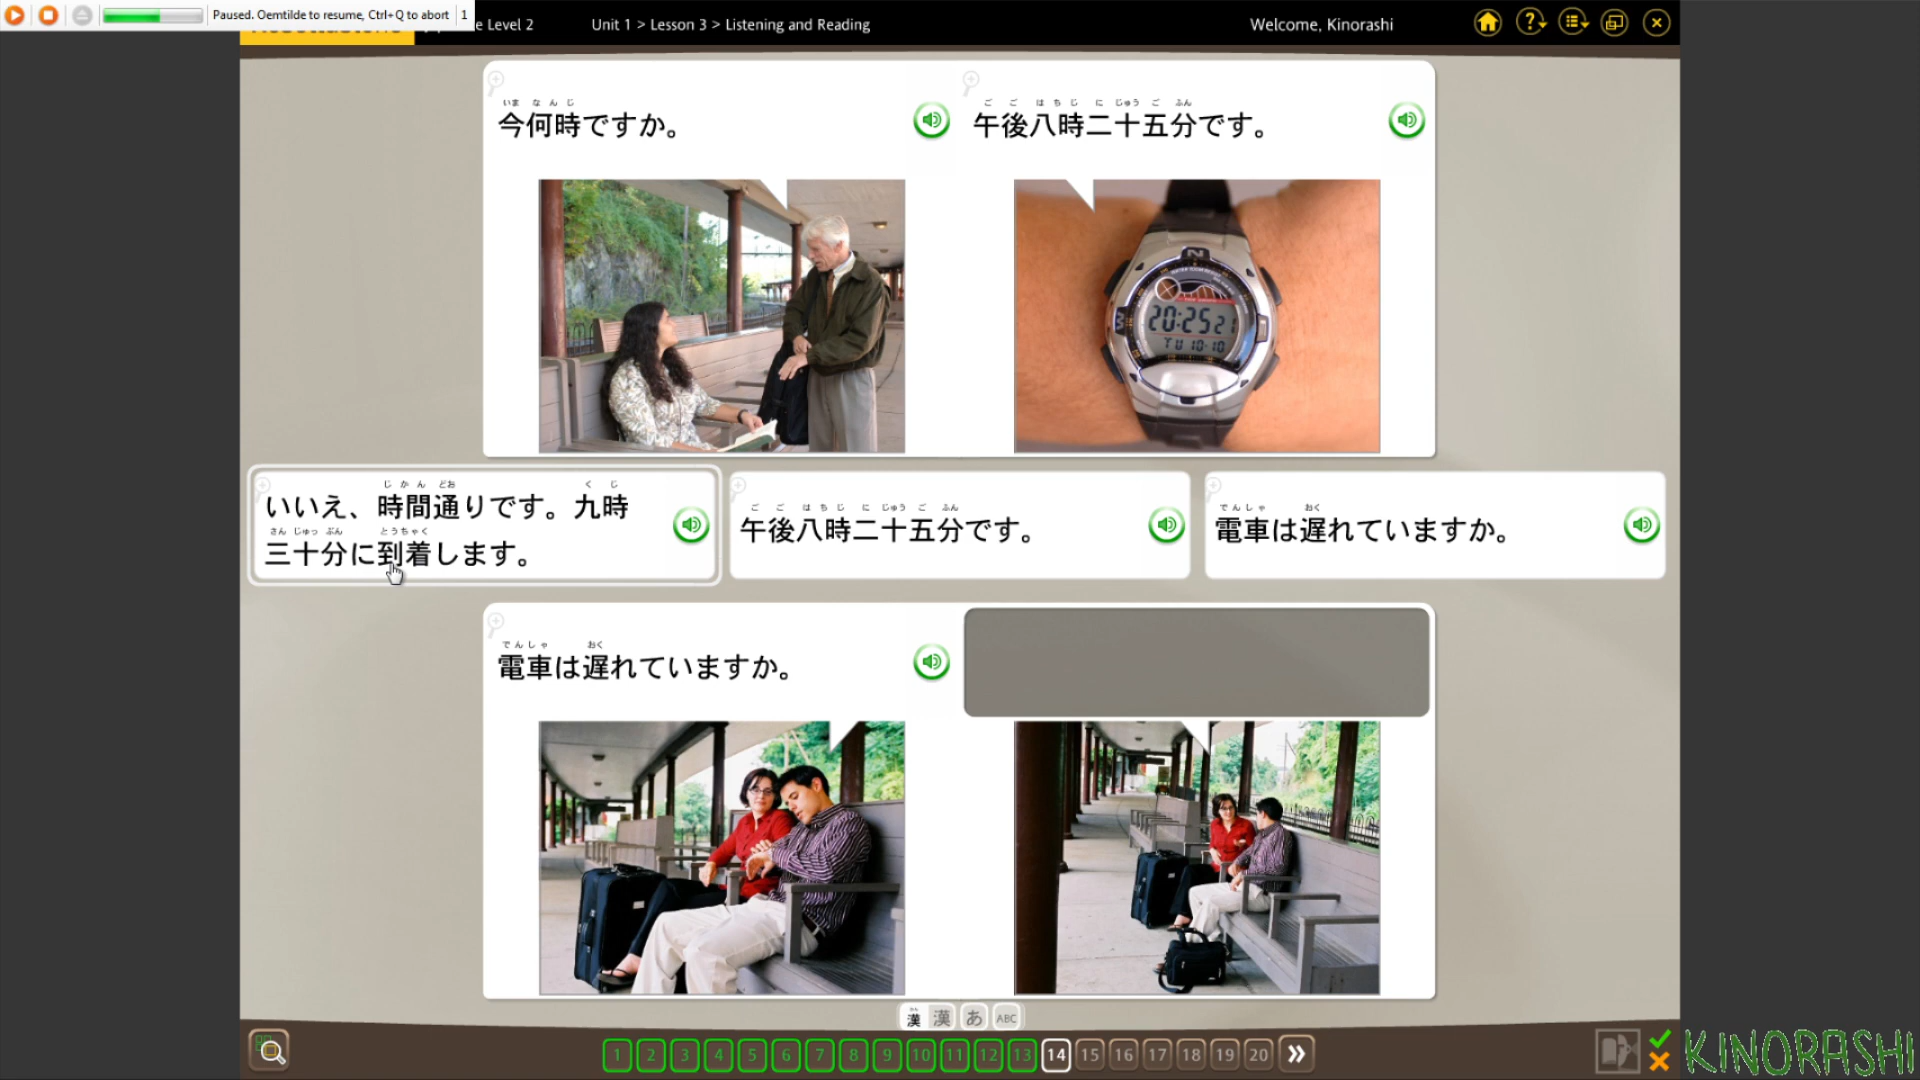 Paused. Oemtilde to resume, Ctrl+Q to abort 1
e Level 2
Unit 1 > Lesson 3 > Listening and Reading
Welcome, Kinorashi
いま なんじ
今何時ですか。
ご ご はちじ に じゅう ご ふん
午後八時二十五分です。
20:25 21
TU 10-10
じかん どお く じ
いいえ、時間通りです。九時
さん じゅっ ぷん とうちゃく
三十分に到着します。
ご ご はちじ に じゅう ご ふん
午後八時二十五分です。
でんしゃ おく
電車は遅れていますか。
でんしゃ おく
電車は遅れていますか。
漢 漢 あ ABC
1 2 3 4 5 6 7 8 9 10 11 12 13 14 15 16 17 18 19 20
KINORASHI